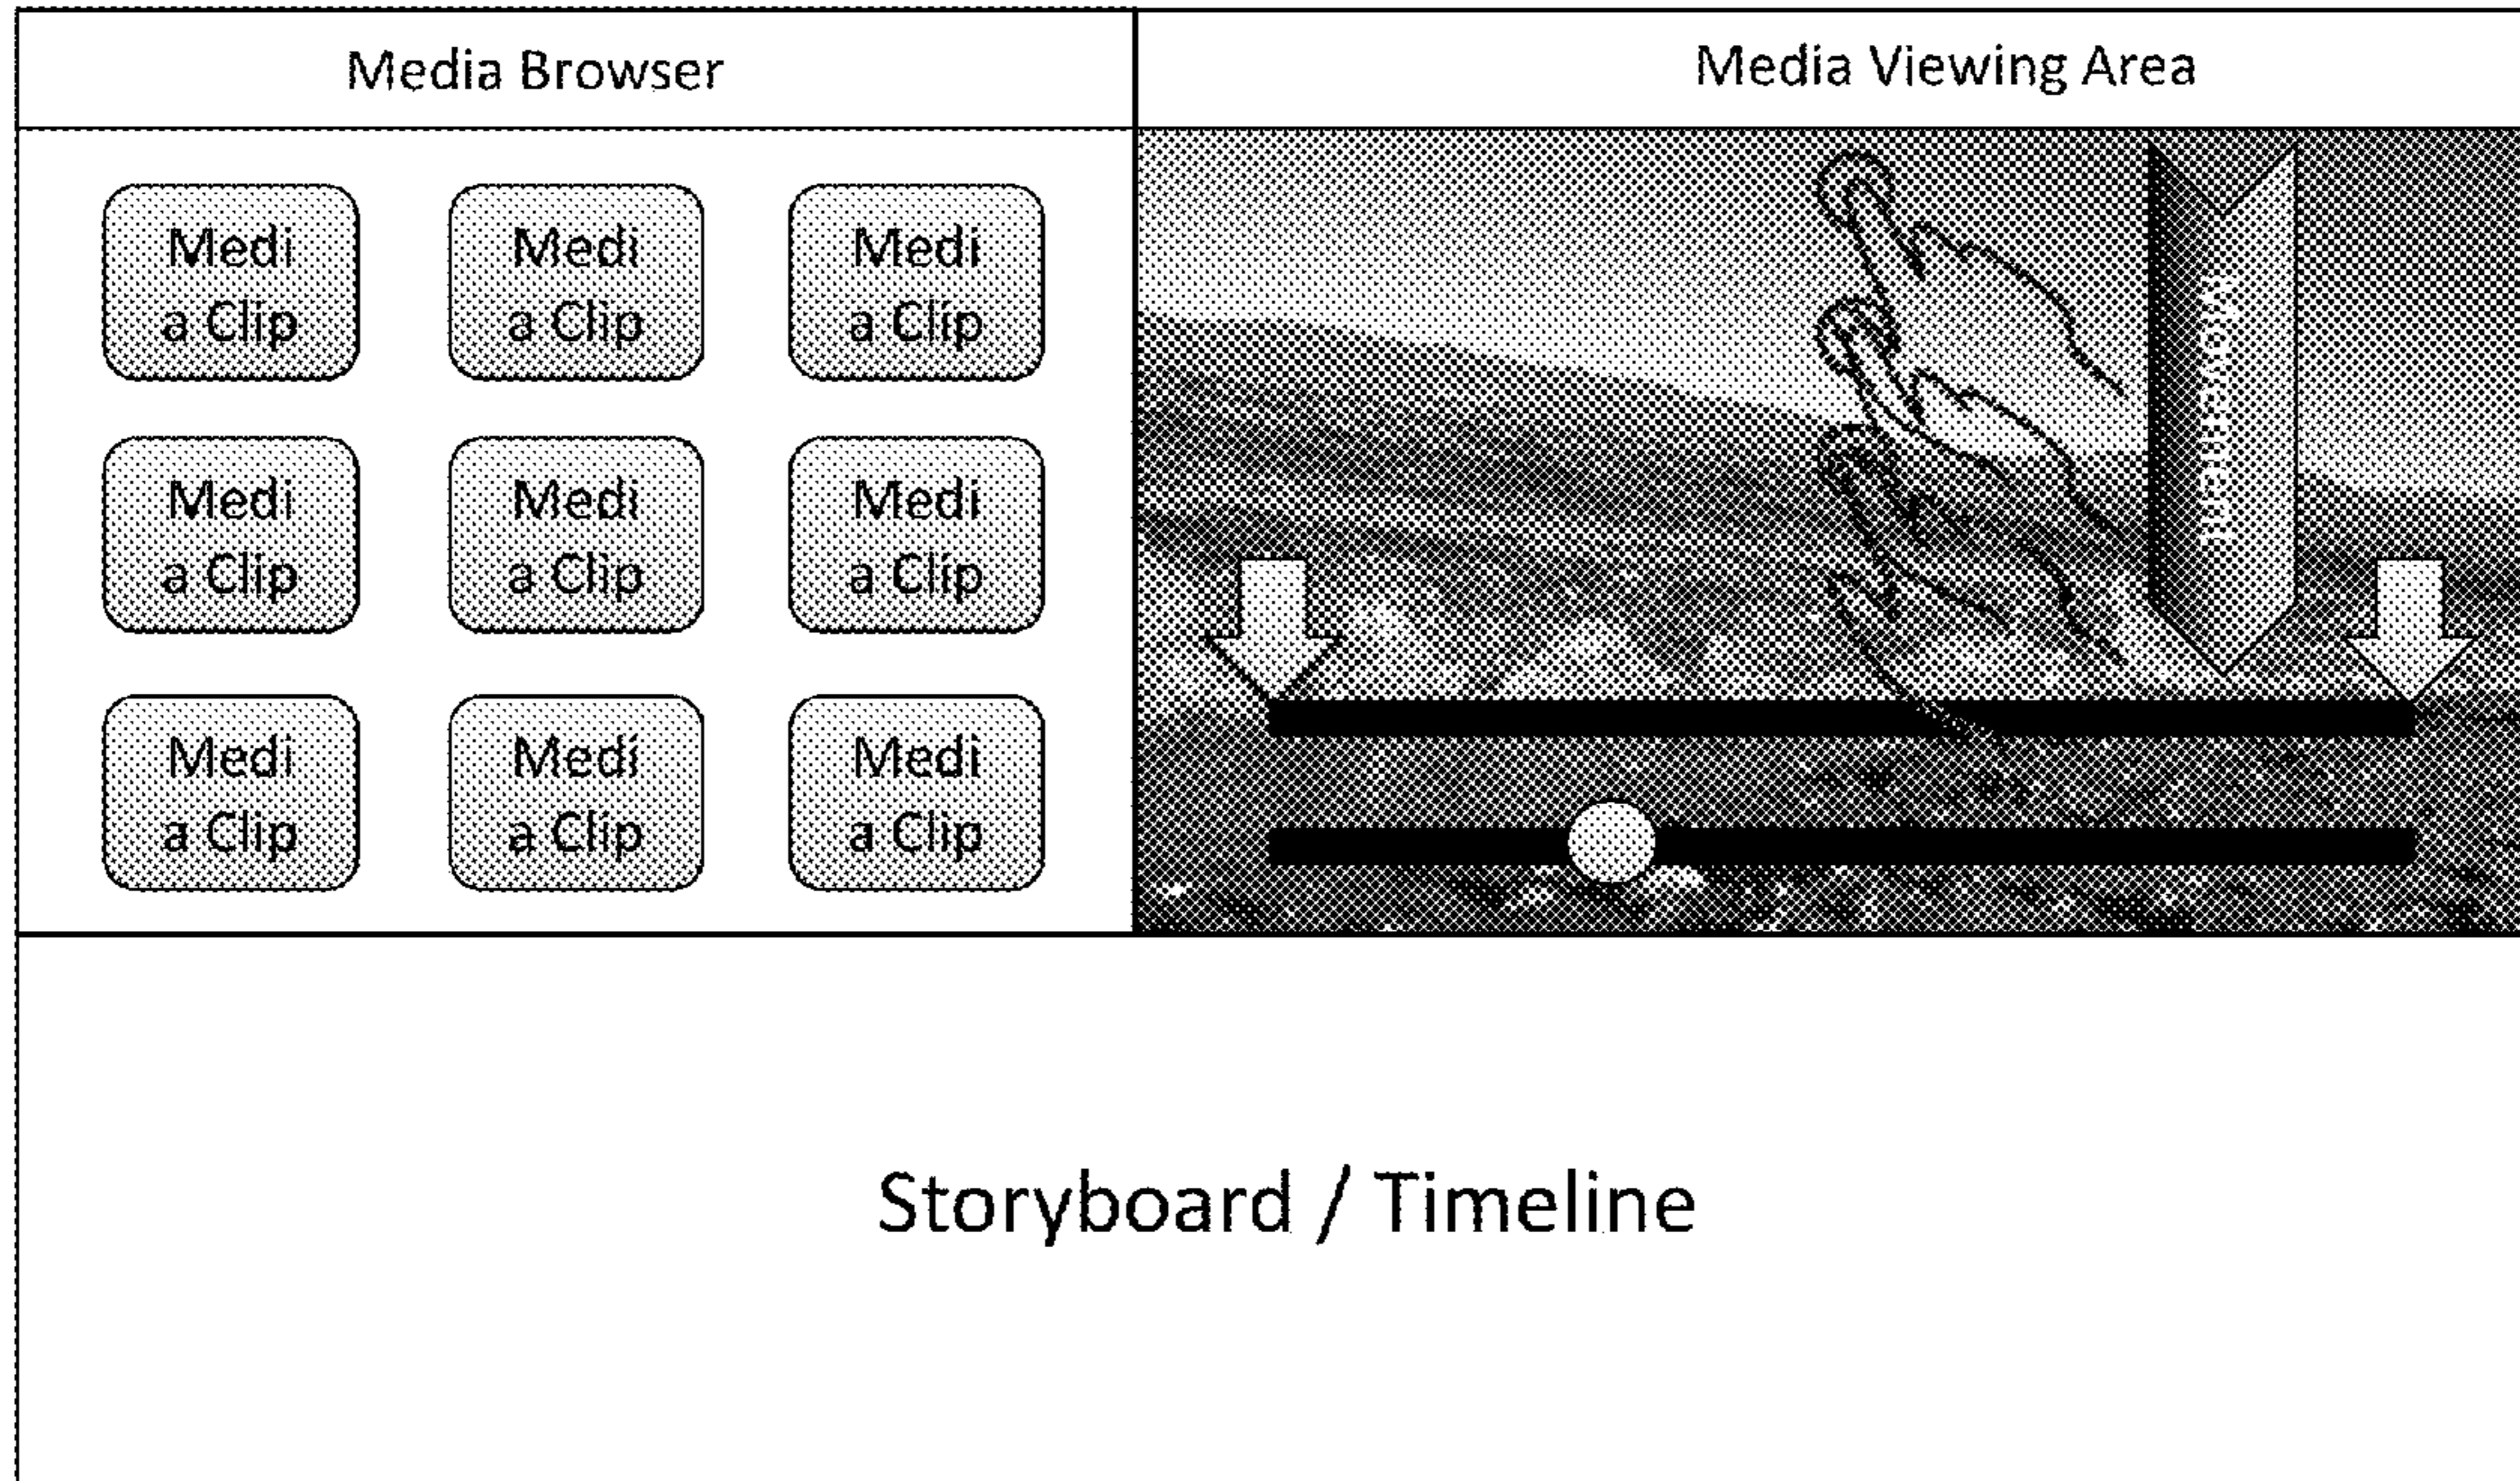 Media Browser
Media Viewing Area
Medi
a Clip
Medi
a Clip
Medi
a Clip
Medi
a Clip
Medi
a Clip
Medi
a Clip
Medi
a Clip
Medi
a Clip
Medi
a Clip
Movement
Storyboard / Timeline